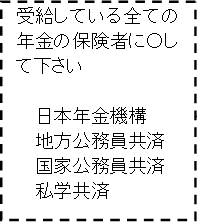 受給している全ての
年金の保険者に〇し
て下さい
日本年金機構
地方公務員共済
国家公務員共済
私学共済